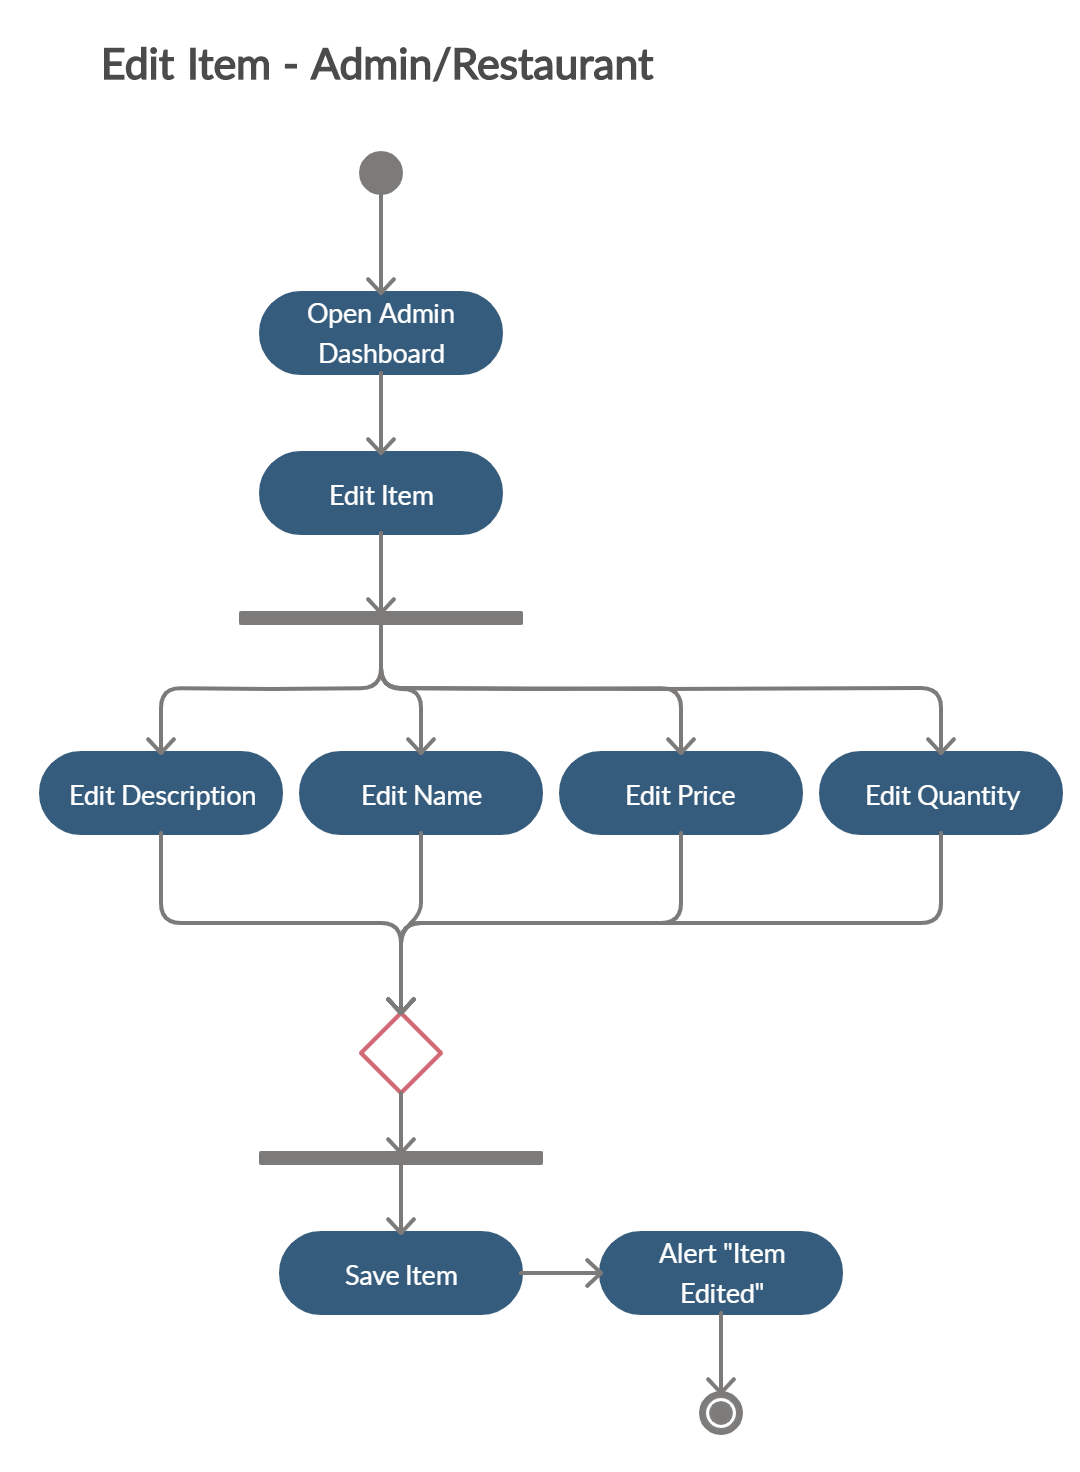 Edit Item - Admin/Restaurant
Open Admin
Dashboard
Edit Item
Edit Description
Edit Name
Edit Price
Edit Quantity
Save Item
Alert "Item
Edited"